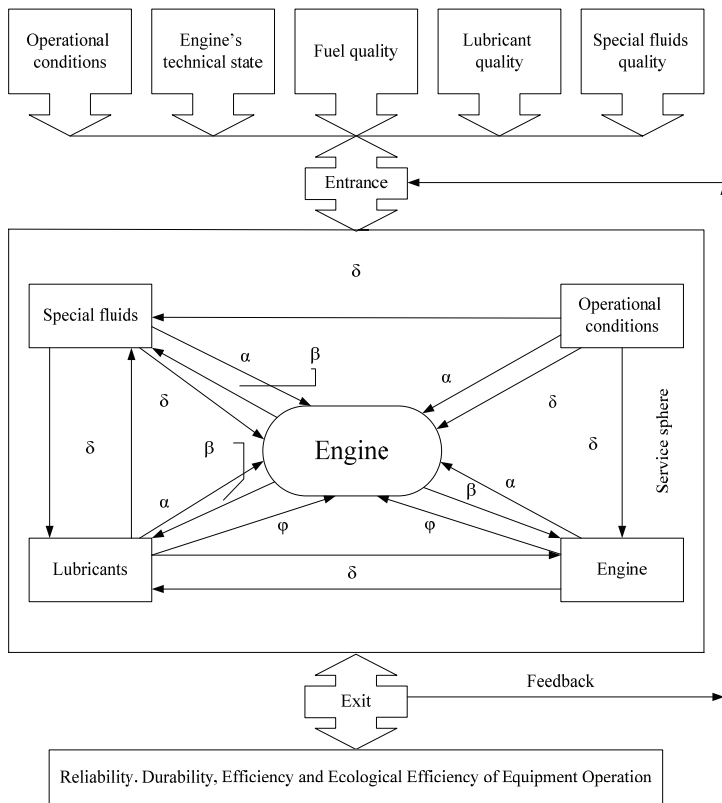 Operational
conditions
Engine's
technical state
Fuel quality
Lubricant
quality
Special fluids
quality
Entrance
δ
Special fluids
Operational
conditions
α
β
α
δ
δ
δ
β
Engine
δ
Service sphere
α
α
β
φ
φ
Lubricants
δ
Engine
Exit
Feedback
Reliability. Durability, Efficiency and Ecological Efficiency of Equipment Operation